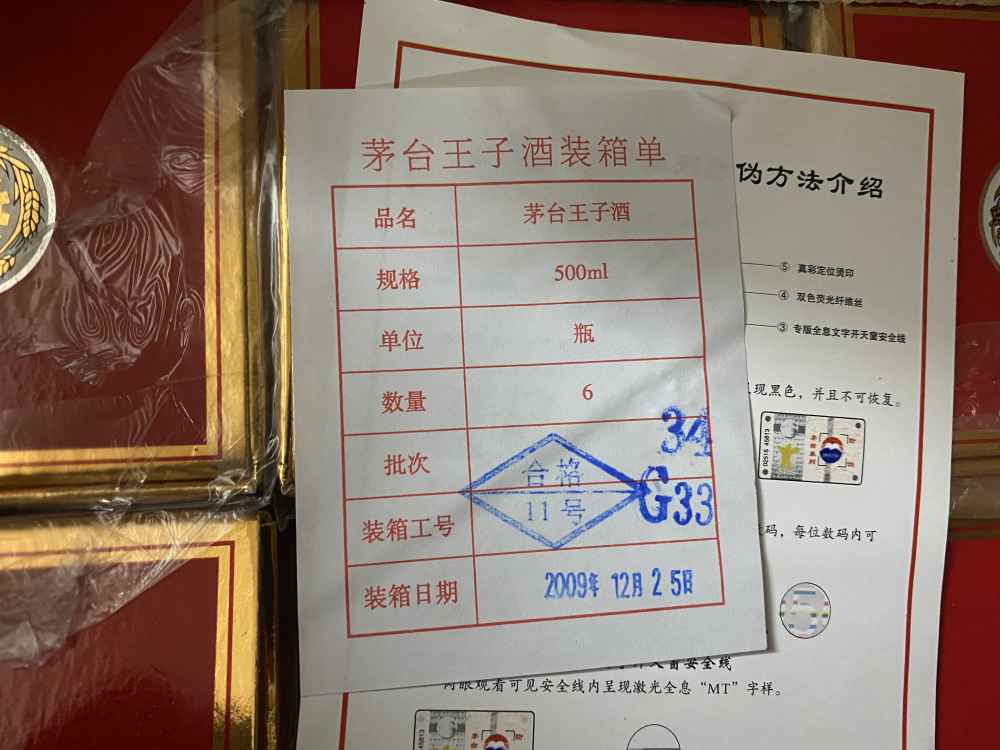 茅台王子酒装箱单
品名 茅台王子酒
规格 500ml
单位 瓶
数量 6
批次 34
装箱工号 G33
合格
11号
装箱日期 2009年 12月 25日
伪方法介绍
⑤ 真彩定位烫印
④ 双色荧光纤维丝
③ 专版全息文字开天窗安全线
现黑色，并且不可恢复。
02515 45813
码，每位数码内可
窗安全线
眼观看可见安全线内呈现激光全息“MT”字样。